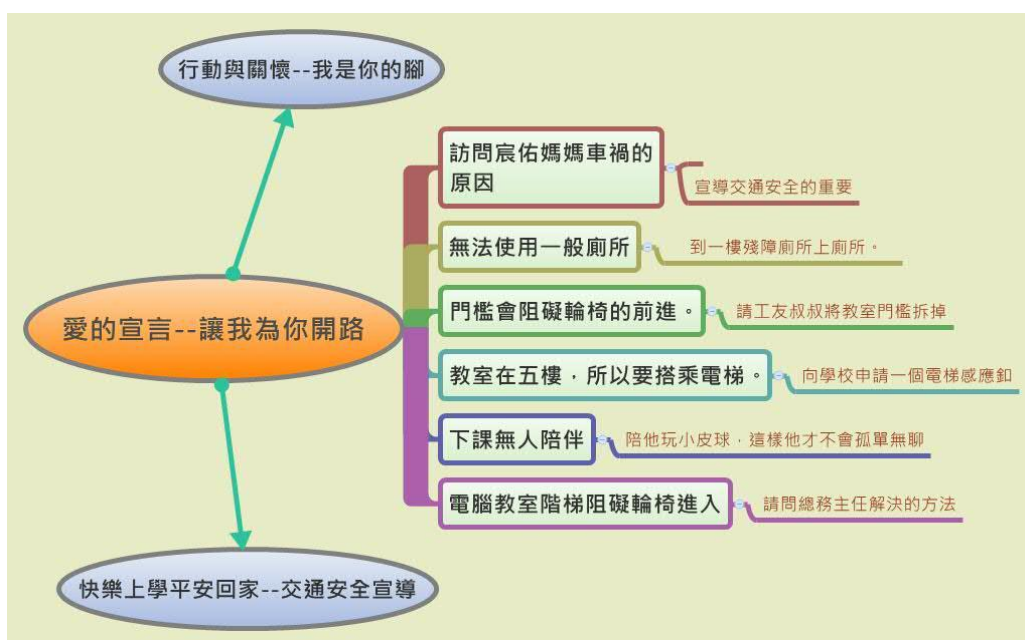 行動與關懷--我是你的腳
訪問宸佑媽媽車禍的
原因
宣導交通安全的重要
無法使用一般廁所
到一樓殘障廁所上廁所。
愛的宣言--讓我為你開路
門檻會阻礙輪椅的前進。
請工友叔叔將教室門檻拆掉
教室在五樓，所以要搭乘電梯。
向學校申請一個電梯感應釦
下課無人陪伴
陪他玩小皮球，這樣他才不會孤單無聊
電腦教室階梯阻礙輪椅進入
請問總務主任解決的方法
快樂上學平安回家--交通安全宣導